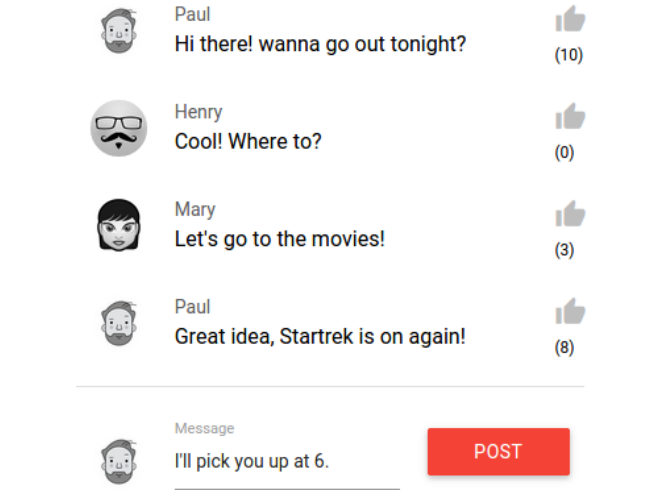 Paul
Hi there! wanna go out tonight?
(10)
Henry
Cool! Where to?
(0)
Mary
Let's go to the movies!
(3)
Paul
Great idea, Startrek is on again!
(8)
Message
I'll pick you up at 6.
POST